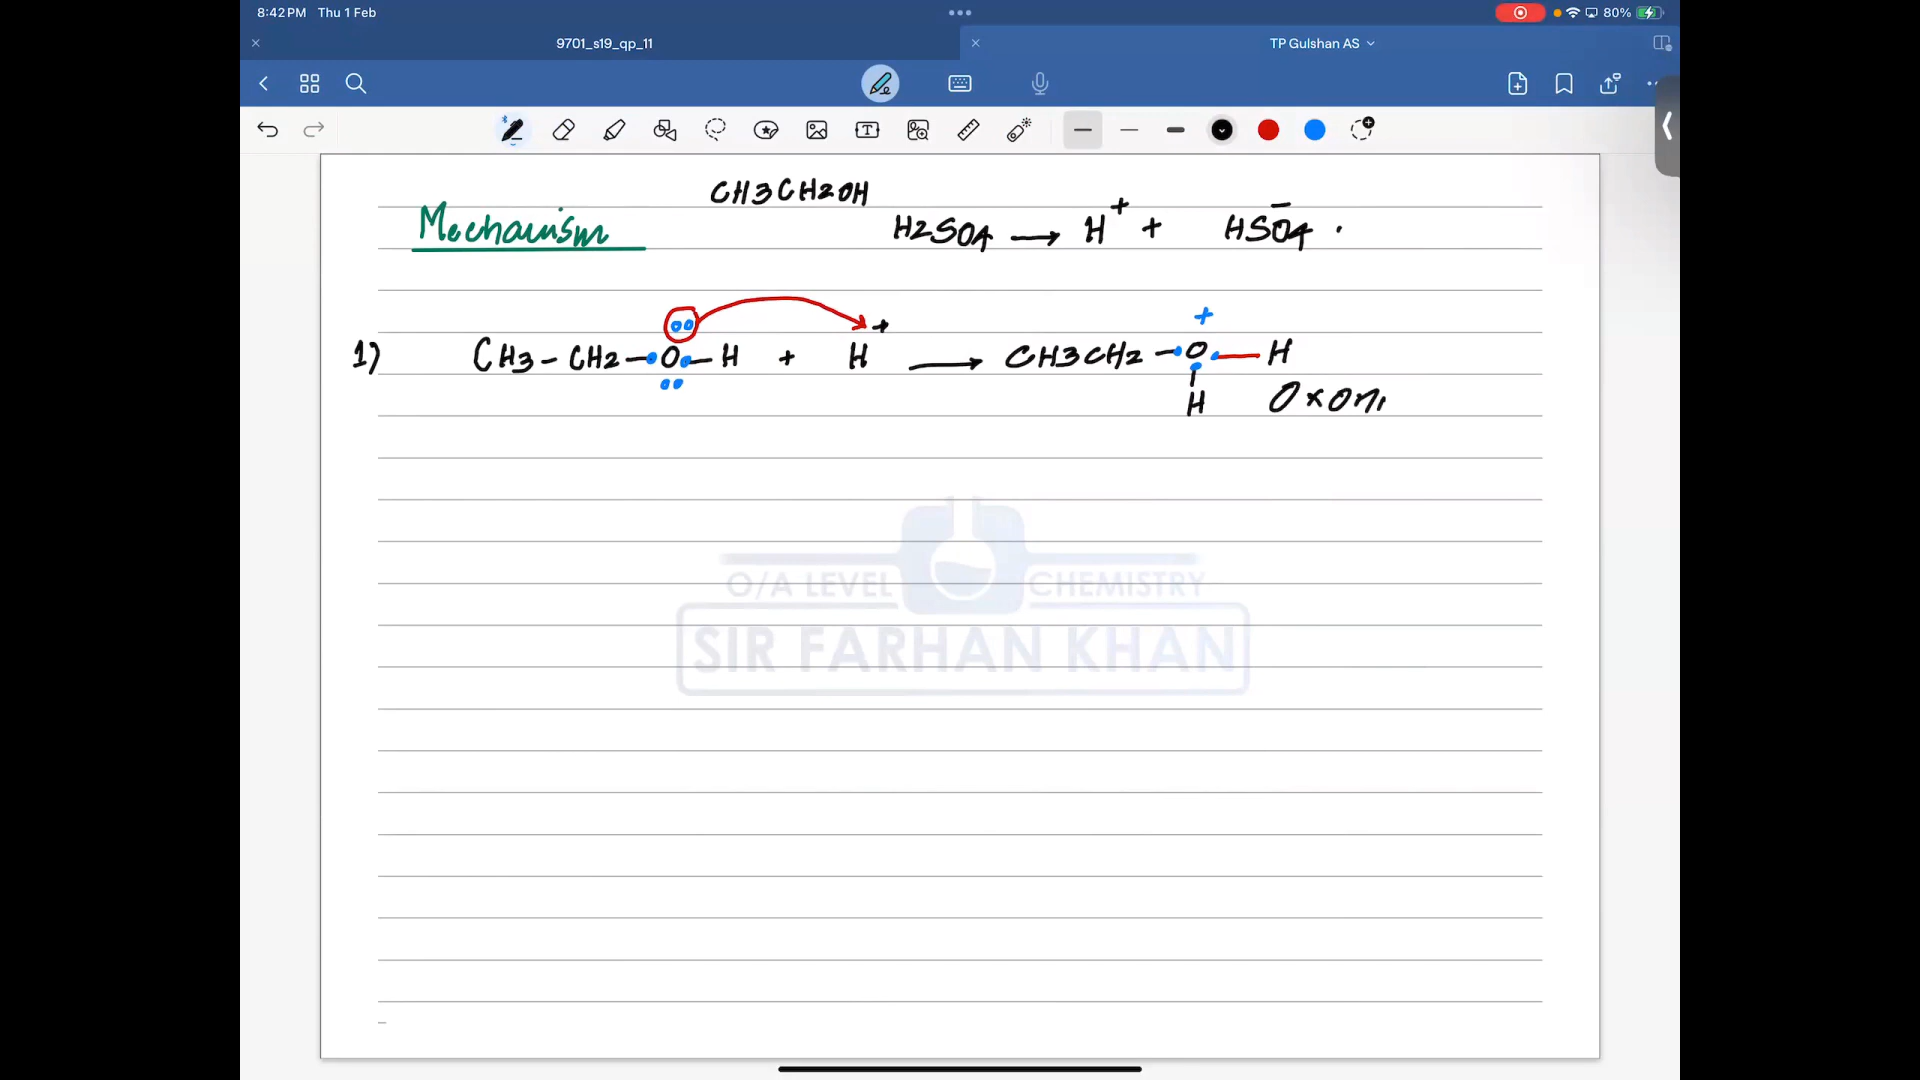 8:42 PM Thu 1 Feb
80%
9701_s19_qp_11
TP Gulshan AS
CH3CH2OH
Mechanism
H2SO4 → H+ + HSO4- .
1) CH3-CH2-O-H + H+ → CH3CH2-O+-H
H
Oxoni
O/A LEVEL CHEMISTRY
SIR FARHAN KHAN